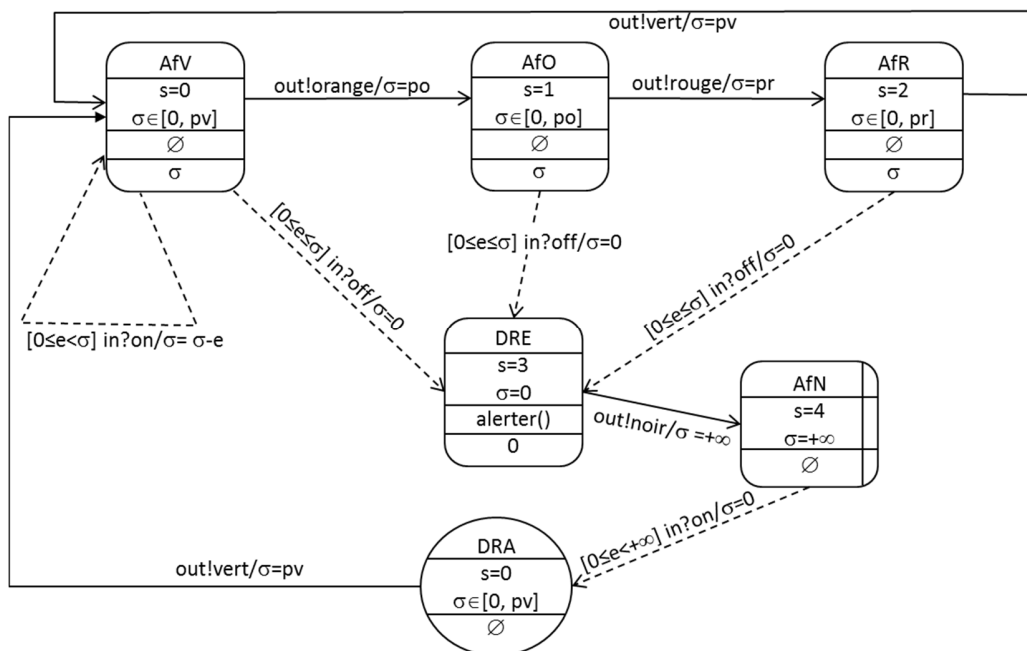 out!vert/σ=pv
AfV
s=0
σ∈[0, pv]
∅
σ
out!orange/σ=po
AfO
s=1
σ∈[0, po]
∅
σ
out!rouge/σ=pr
AfR
s=2
σ∈[0, pr]
∅
σ
[0≤e<σ] in?on/σ= σ-e
[0≤e≤σ] in?off/σ=0
[0≤e≤σ] in?off/σ=0
[0≤e≤σ] in?off/σ=0
DRE
s=3
σ=0
alerter()
0
out!noir/σ =+∞
AfN
s=4
σ=+∞
∅
[0≤e<+∞] in?on/σ=0
out!vert/σ=pv
DRA
s=0
σ∈[0, pv]
∅